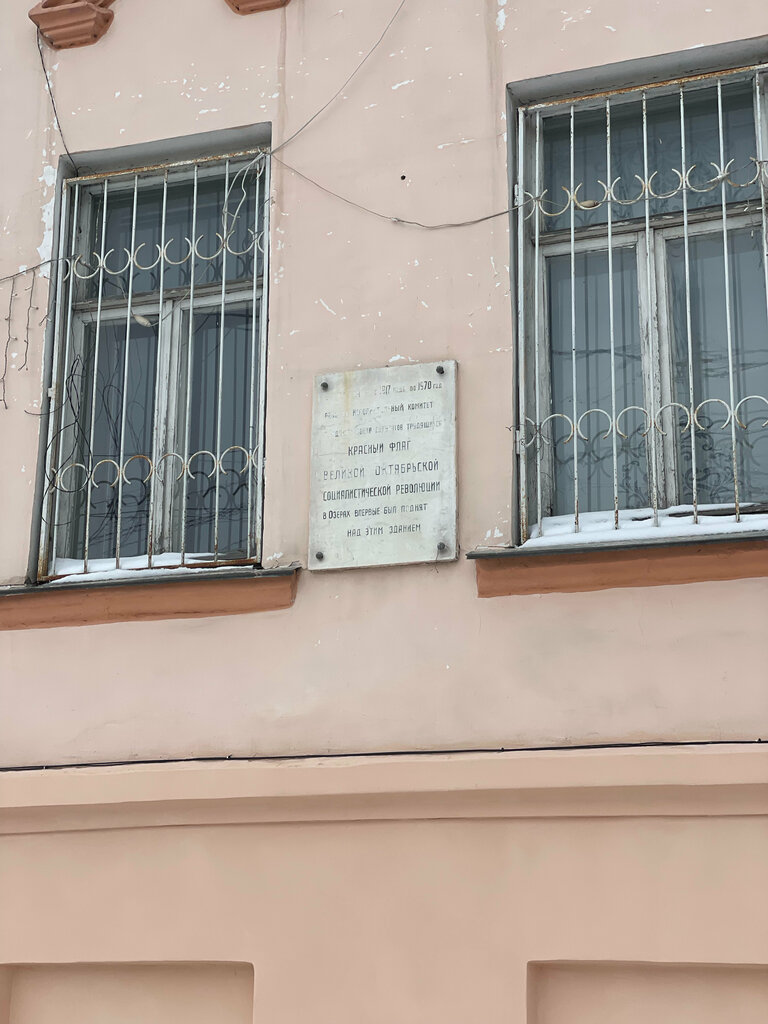 1917 года по 1970 год
комитет
трудящихся
Красный флаг
Великой Октябрьской
социалистической революции
в Озерах впервые был поднят
над этим зданием